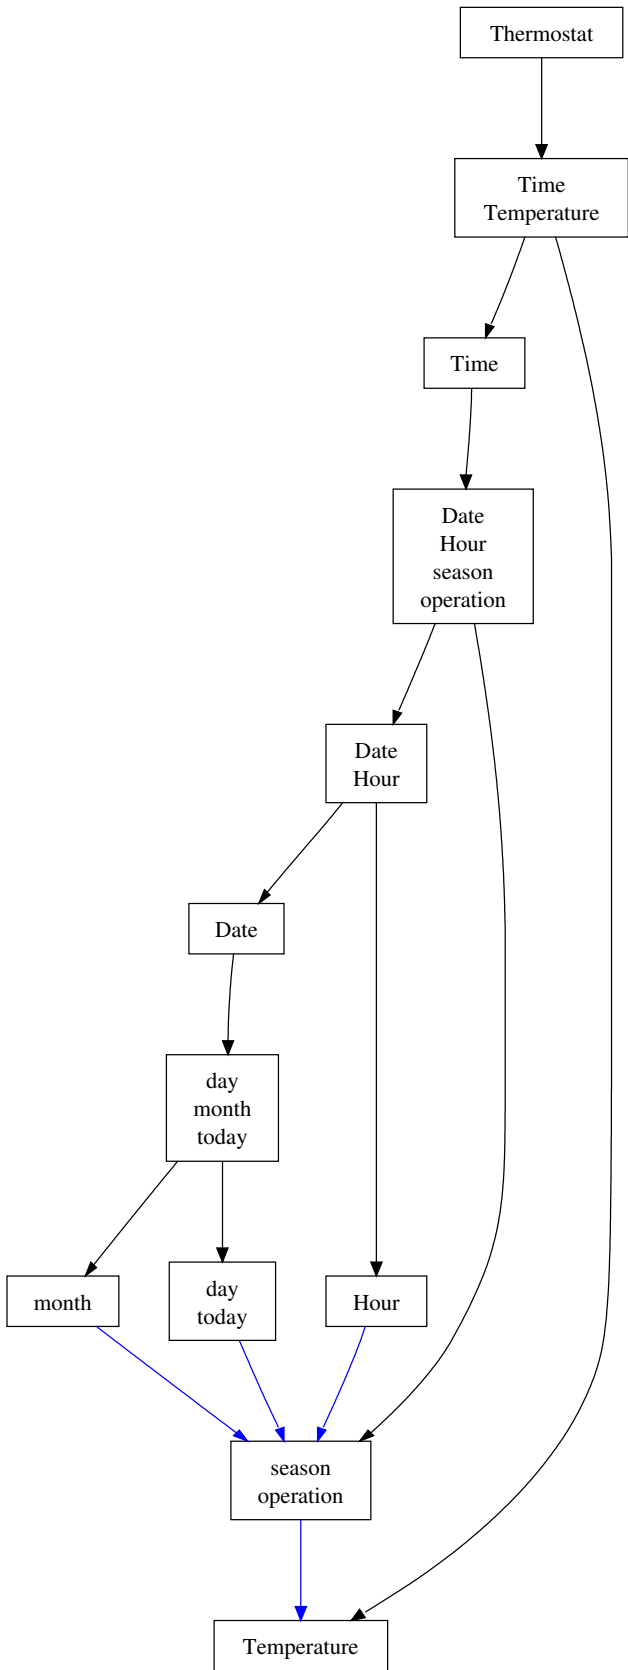 Thermostat
Time
Temperature
Time
Date
Hour
season
operation
Date
Hour
Date
day
month
today
month
day
today
Hour
season
operation
Temperature